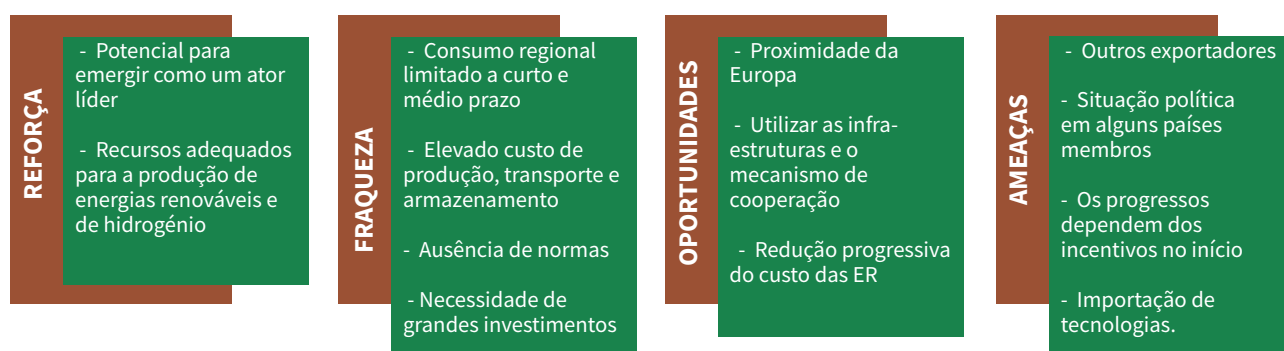 REFORÇA
- Potencial para
emergir como um ator
líder
- Recursos adequados
para a produção de
energias renováveis e
de hidrogénio
FRAQUEZA
- Consumo regional
limitado a curto e
médio prazo
- Elevado custo de
produção, transporte e
armazenamento
- Ausência de normas
- Necessidade de
grandes investimentos
OPORTUNIDADES
- Proximidade da
Europa
- Utilizar as infra-
estruturas e o
mecanismo de
cooperação
- Redução progressiva
do custo das ER
AMEAÇAS
- Outros exportadores
- Situação política
em alguns países
membros
- Os progressos
dependem dos
incentivos no início
- Importação de
tecnologias.